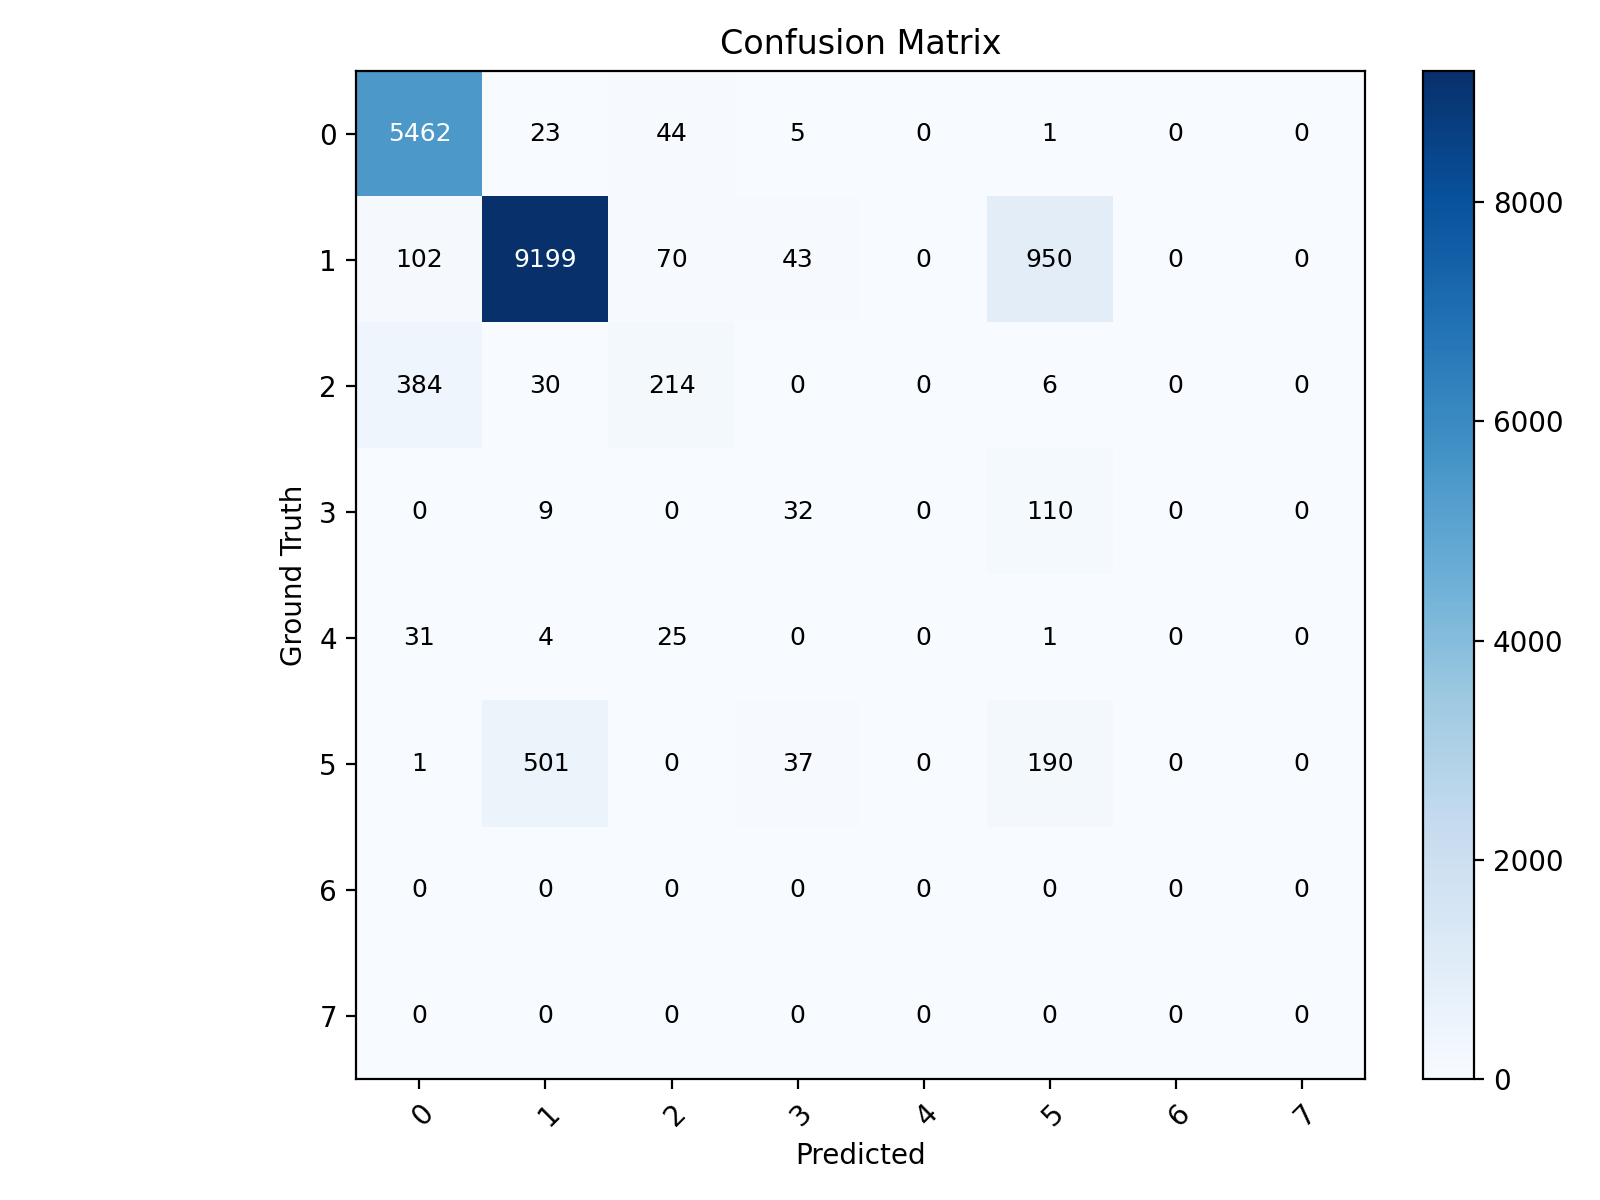 Confusion Matrix
0 5462 23 44 5 0 1 0 0
1 102 9199 70 43 0 950 0 0
2 384 30 214 0 0 6 0 0
3 0 9 0 32 0 110 0 0
4 31 4 25 0 0 1 0 0
5 1 501 0 37 0 190 0 0
6 0 0 0 0 0 0 0 0
7 0 0 0 0 0 0 0 0
0 1 2 3 4 5 6 7
Predicted
Ground Truth
8000
6000
4000
2000
0